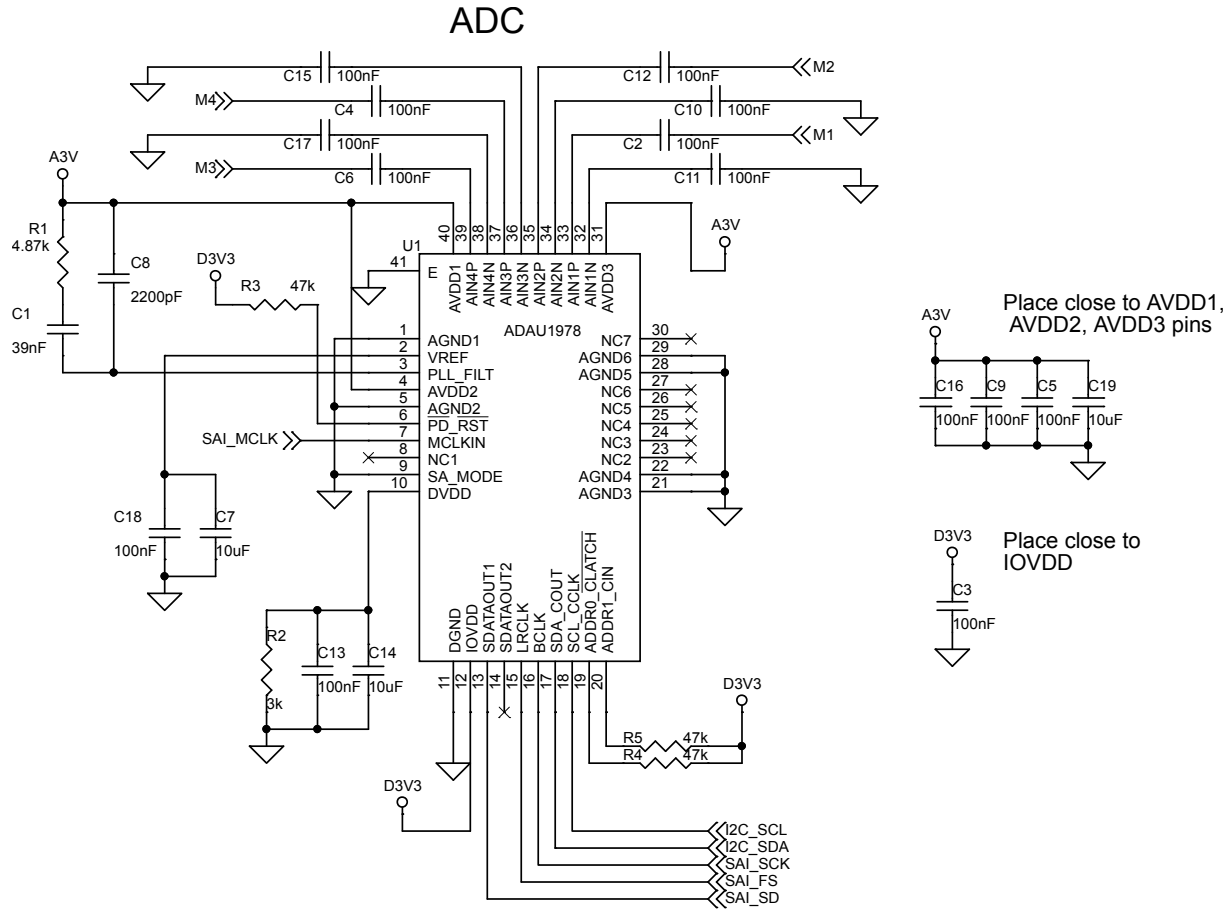 ADC
C15 100nF
C12 100nF M2
M4 C4 100nF
C10 100nF
C17 100nF
C2 100nF M1
M3 C6 100nF
C11 100nF
A3V
R1
4.87k
C8
2200pF
C1
39nF
D3V3
R3 47k
A3V
U1
40 39 38 37 36 35 34 33 32 31
AVDD1 AIN4P AIN4N AIN3P AIN3N AIN2P AIN2N AIN1P AIN1N AVDD3
41 E
ADAU1978
1 AGND1
2 VREF
3 PLL_FILT
4 AVDD2
5 AGND2
6 PD_RST
7 MCLKIN
8 NC1
9 SA_MODE
10 DVDD
SAI_MCLK
NC7 30
AGND6 29
AGND5 28
NC6 27
NC5 26
NC4 25
NC3 24
NC2 23
AGND4 22
AGND3 21
DGND IOVDD SDATAOUT1 SDATAOUT2 LRCLK BCLK SDA_COUT SCL_CCLK ADDR0_CLATCH ADDR1_CIN
11 12 13 14 15 16 17 18 19 20
C18
100nF
C7
10uF
R2
3k
C13
100nF
C14
10uF
D3V3
R5 47k
R4 47k
D3V3
I2C_SCL
I2C_SDA
SAI_SCK
SAI_FS
SAI_SD
Place close to AVDD1,
AVDD2, AVDD3 pins
A3V
C16 C9 C5 C19
100nF 100nF 100nF 10uF
Place close to
IOVDD
D3V3
C3
100nF